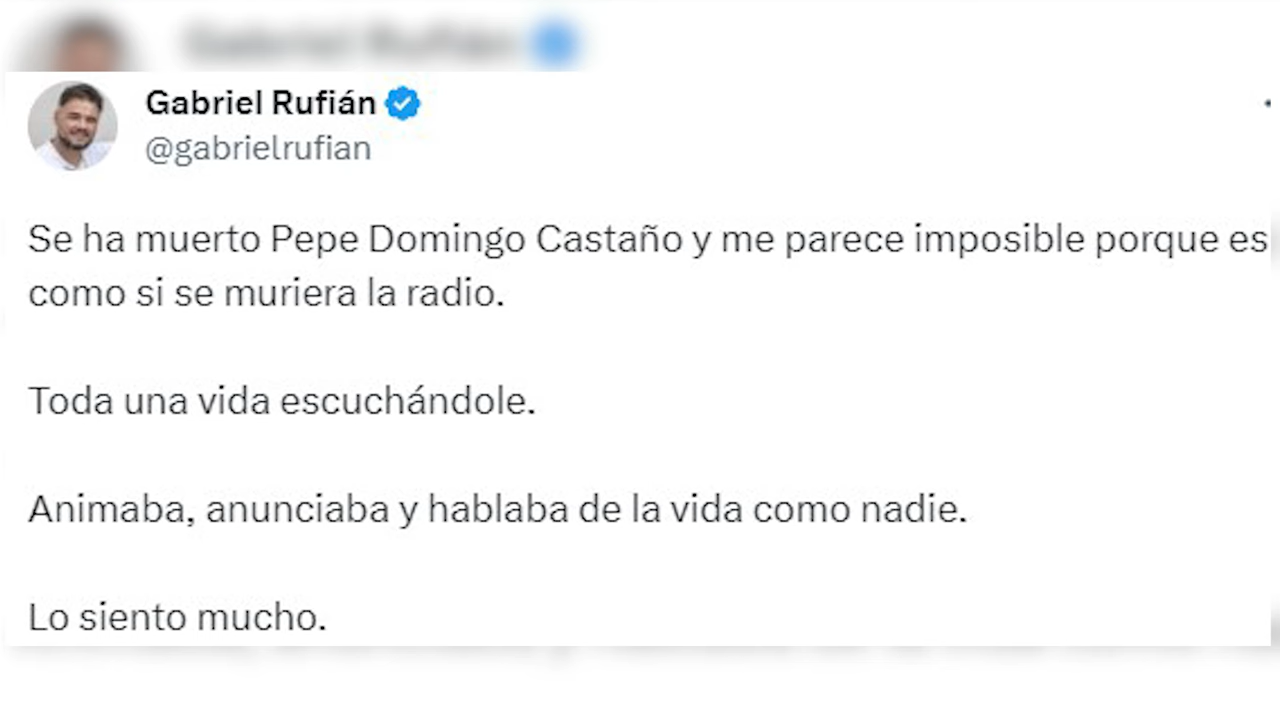 Gabriel Rufián
@gabrielrufian
Se ha muerto Pepe Domingo Castaño y me parece imposible porque es
como si se muriera la radio.
Toda una vida escuchándole.
Animaba, anunciaba y hablaba de la vida como nadie.
Lo siento mucho.